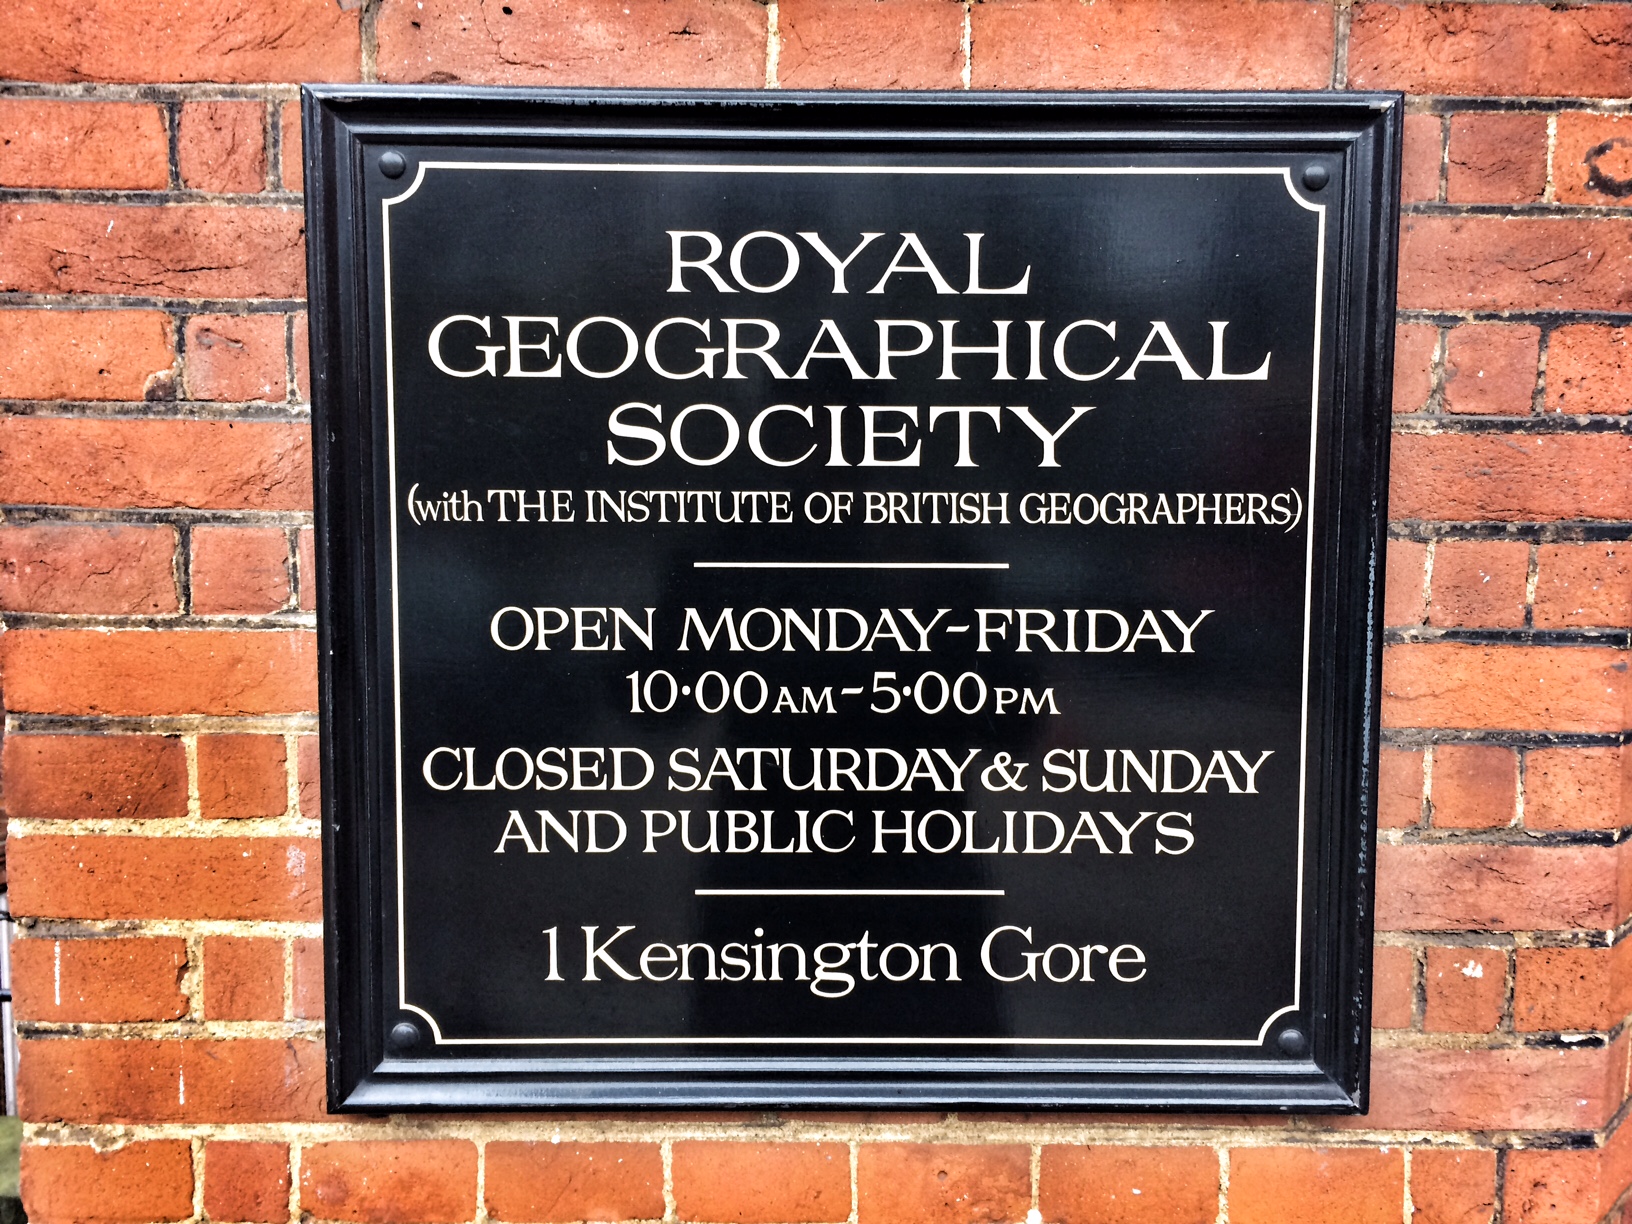 ROYAL
GEOGRAPHICAL
SOCIETY
(with THE INSTITUTE OF BRITISH GEOGRAPHERS)
OPEN MONDAY-FRIDAY
10·00AM-5·00PM
CLOSED SATURDAY & SUNDAY
AND PUBLIC HOLIDAYS
1 Kensington Gore